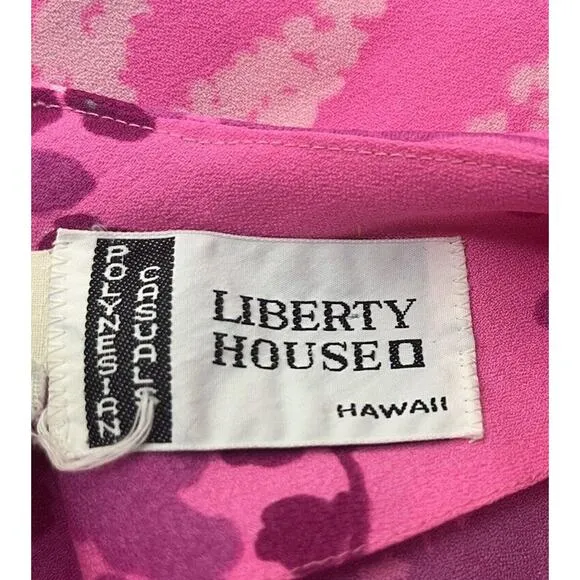 POLYNESIAN
CASUALS
LIBERTY
HOUSE
HAWAII